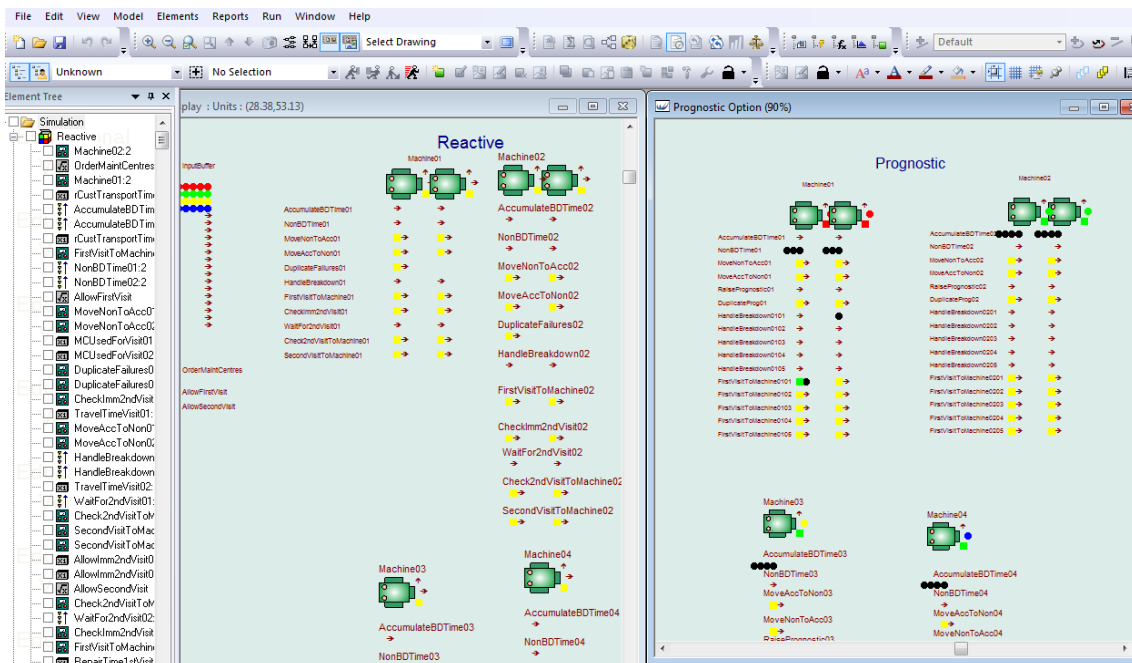 File Edit View Model Elements Reports Run Window Help
Select Drawing
Default
Unknown
No Selection
Element Tree
Simulation
Reactive
Machine02:2
OrderMaintCentres
Machine01:2
rCustTransportTim
AccumulateBDTim
AccumulateBDTim
rCustTransportTim
FirstVisitToMachin
NonBDTime01:2
NonBDTime02:2
AllowFirstVisit
MoveNonToAcc0
MoveNonToAcc02
MCUsedForVisit01
MCUsedForVisit02
DuplicateFailures0
DuplicateFailures0
CheckImm2ndVisit
TravelTimeVisit01:
MoveAccToNon0
MoveAccToNon02
HandleBreakdown
HandleBreakdown
TravelTimeVisit02:
WaitFor2ndVisit01:
Check2ndVisitToM
SecondVisitToMac
SecondVisitToMac
AllowImm2ndVisit0
AllowImm2ndVisit0
AllowSecondVisit
Check2ndVisitToM
WaitFor2ndVisit02:
CheckImm2ndVisit
FirstVisitToMachin
RepairTime1stVisit
play : Units : (28.38,53.13)
Reactive
InputBuffer
OrderMaintCentres
AllowFirstVisit
AllowSecondVisit
Machine01
AccumulateBDTime01
NonBDTime01
MoveNonToAcc01
MoveAccToNon01
DuplicateFailures01
HandleBreakdown01
FirstVisitToMachine01
CheckImm2ndVisit01
WaitFor2ndVisit01
Check2ndVisitToMachine01
SecondVisitToMachine01
Machine02
AccumulateBDTime02
NonBDTime02
MoveNonToAcc02
MoveAccToNon02
DuplicateFailures02
HandleBreakdown02
FirstVisitToMachine02
CheckImm2ndVisit02
WaitFor2ndVisit02
Check2ndVisitToMachine02
SecondVisitToMachine02
Machine03
AccumulateBDTime03
NonBDTime03
Machine04
AccumulateBDTime04
NonBDTime04
Prognostic Option (90%)
Prognostic
Machine01
AccumulateBDTime01
NonBDTime01
MoveNonToAcc01
MoveAccToNon01
RaisePrognostic01
DuplicateProg01
HandleBreakdown0101
HandleBreakdown0102
HandleBreakdown0103
HandleBreakdown0104
HandleBreakdown0105
FirstVisitToMachine0101
FirstVisitToMachine0102
FirstVisitToMachine0103
FirstVisitToMachine0104
FirstVisitToMachine0105
Machine02
AccumulateBDTime02
NonBDTime02
MoveNonToAcc02
MoveAccToNon02
RaisePrognostic02
DuplicateProg02
HandleBreakdown0201
HandleBreakdown0202
HandleBreakdown0203
HandleBreakdown0204
HandleBreakdown0205
FirstVisitToMachine0201
FirstVisitToMachine0202
FirstVisitToMachine0203
FirstVisitToMachine0204
FirstVisitToMachine0205
Machine03
AccumulateBDTime03
NonBDTime03
MoveAccToNon03
MoveNonToAcc03
RaisePrognostic03
Machine04
AccumulateBDTime04
NonBDTime04
MoveAccToNon04
MoveNonToAcc04